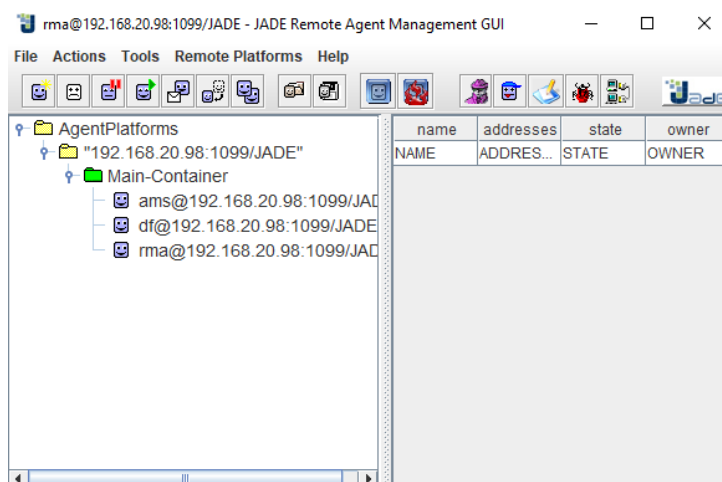 rma@192.168.20.98:1099/JADE - JADE Remote Agent Management GUI
File Actions Tools Remote Platforms Help
Jade
name addresses state owner
NAME ADDRES... STATE OWNER
AgentPlatforms
"192.168.20.98:1099/JADE"
Main-Container
ams@192.168.20.98:1099/JAD
df@192.168.20.98:1099/JADE
rma@192.168.20.98:1099/JAD